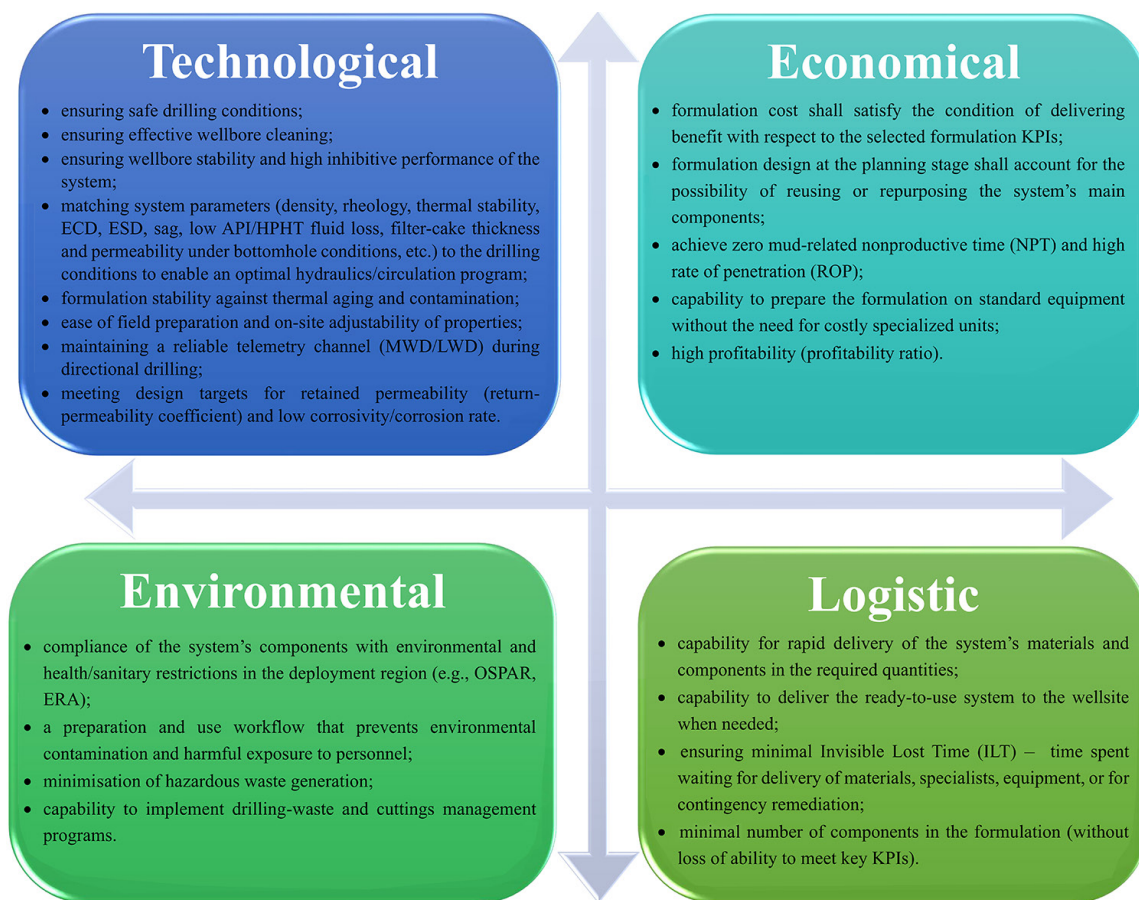 Technological
• ensuring safe drilling conditions;
• ensuring effective wellbore cleaning;
• ensuring wellbore stability and high inhibitive performance of the
system;
• matching system parameters (density, rheology, thermal stability,
ECD, ESD, sag, low API/HPHT fluid loss, filter-cake thickness
and permeability under bottomhole conditions, etc.) to the drilling
conditions to enable an optimal hydraulics/circulation program;
• formulation stability against thermal aging and contamination;
• ease of field preparation and on-site adjustability of properties;
• maintaining a reliable telemetry channel (MWD/LWD) during
directional drilling;
• meeting design targets for retained permeability (return-
permeability coefficient) and low corrosivity/corrosion rate.
Economical
• formulation cost shall satisfy the condition of delivering
benefit with respect to the selected formulation KPIs;
• formulation design at the planning stage shall account for the
possibility of reusing or repurposing the system's main
components;
• achieve zero mud-related nonproductive time (NPT) and high
rate of penetration (ROP);
• capability to prepare the formulation on standard equipment
without the need for costly specialized units;
• high profitability (profitability ratio).
Environmental
• compliance of the system's components with environmental and
health/sanitary restrictions in the deployment region (e.g., OSPAR,
ERA);
• a preparation and use workflow that prevents environmental
contamination and harmful exposure to personnel;
• minimisation of hazardous waste generation;
• capability to implement drilling-waste and cuttings management
programs.
Logistic
• capability for rapid delivery of the system's materials and
components in the required quantities;
• capability to deliver the ready-to-use system to the wellsite
when needed;
• ensuring minimal Invisible Lost Time (ILT) – time spent
waiting for delivery of materials, specialists, equipment, or for
contingency remediation;
• minimal number of components in the formulation (without
loss of ability to meet key KPIs).